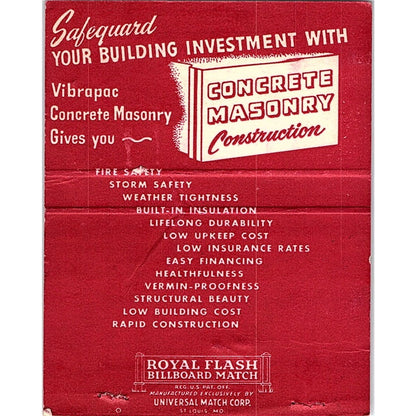 Safeguard
YOUR BUILDING INVESTMENT WITH
CONCRETE
MASONRY
Construction
Vibrapac
Concrete Masonry
Gives you
FIRE SAFETY
STORM SAFETY
WEATHER TIGHTNESS
BUILT-IN INSULATION
LIFELONG DURABILITY
LOW UPKEEP COST
LOW INSURANCE RATES
EASY FINANCING
HEALTHFULNESS
VERMIN-PROOFNESS
STRUCTURAL BEAUTY
LOW BUILDING COST
RAPID CONSTRUCTION
ROYAL FLASH
BILLBOARD MATCH
REG. U.S. PAT. OFF.
MANUFACTURED EXCLUSIVELY BY
UNIVERSAL MATCH CORP.
ST. LOUIS, MO.